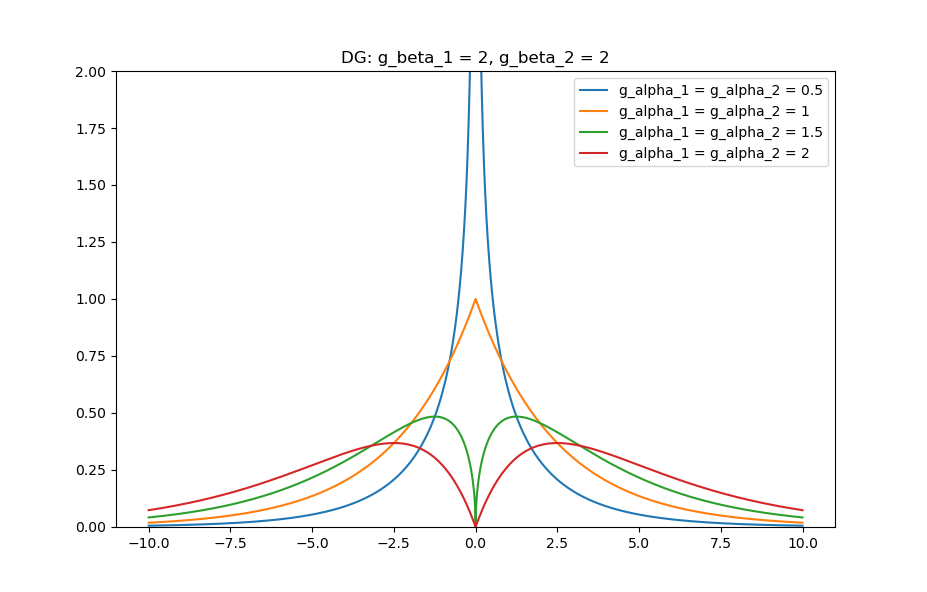 DG: g_beta_1 = 2, g_beta_2 = 2
2.00
1.75
1.50
1.25
1.00
0.75
0.50
0.25
0.00
g_alpha_1 = g_alpha_2 = 0.5
g_alpha_1 = g_alpha_2 = 1
g_alpha_1 = g_alpha_2 = 1.5
g_alpha_1 = g_alpha_2 = 2
−10.0 −7.5 −5.0 −2.5 0.0 2.5 5.0 7.5 10.0